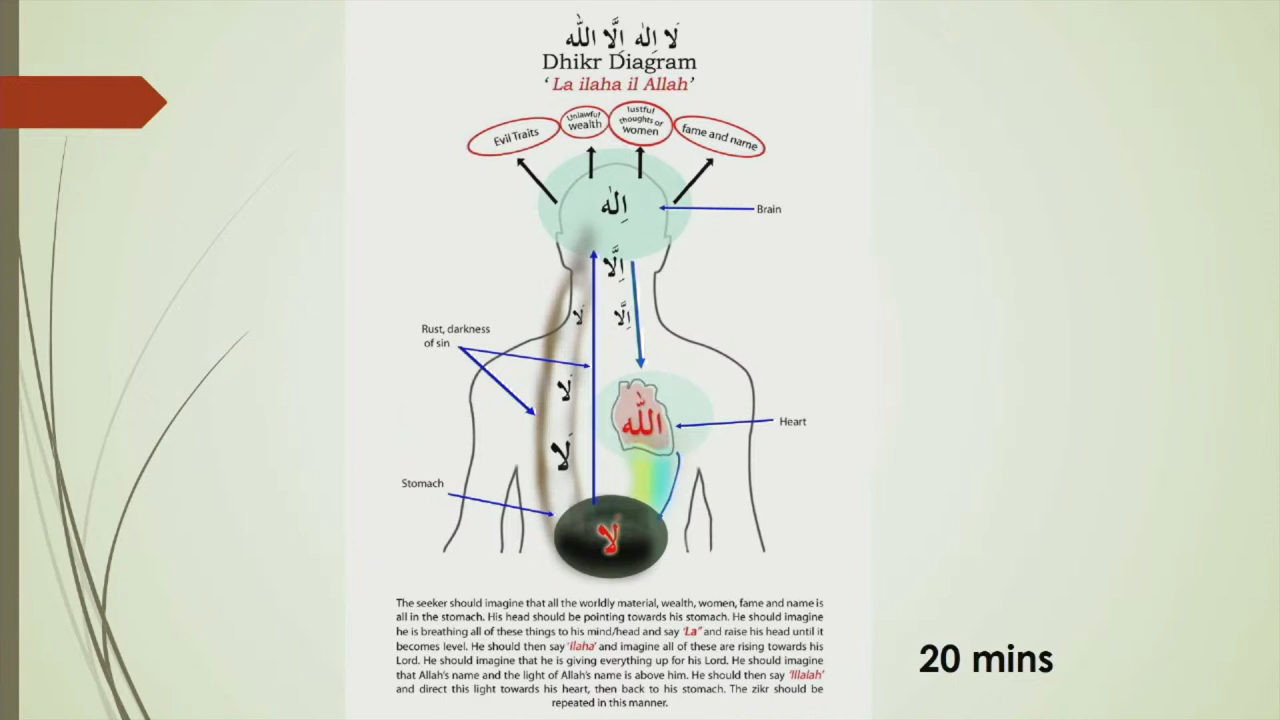 لَا اِلٰهَ اِلَّا اللّٰه
Dhikr Diagram
‘La ilaha il Allah’
Evil Traits
Unlawful
wealth
lustful
thoughts of
women
fame and name
اِلٰه
Brain
اِلَّا
لَا
اِلَّا
Rust, darkness
of sin
لَا
اللّٰه
Heart
لَا
Stomach
لَا
The seeker should imagine that all the worldly material, wealth, women, fame and name is
all in the stomach. His head should be pointing towards his stomach. He should imagine
he is breathing all of these things to his mind/head and say ‘La” and raise his head until it
becomes level. He should then say ‘ilaha’ and imagine all of these are rising towards his
Lord. He should imagine that he is giving everything up for his Lord. He should imagine
that Allah’s name and the light of Allah’s name is above him. He should then say ‘Illalah’
and direct this light towards his heart, then back to his stomach. The zikr should be
repeated in this manner.
20 mins